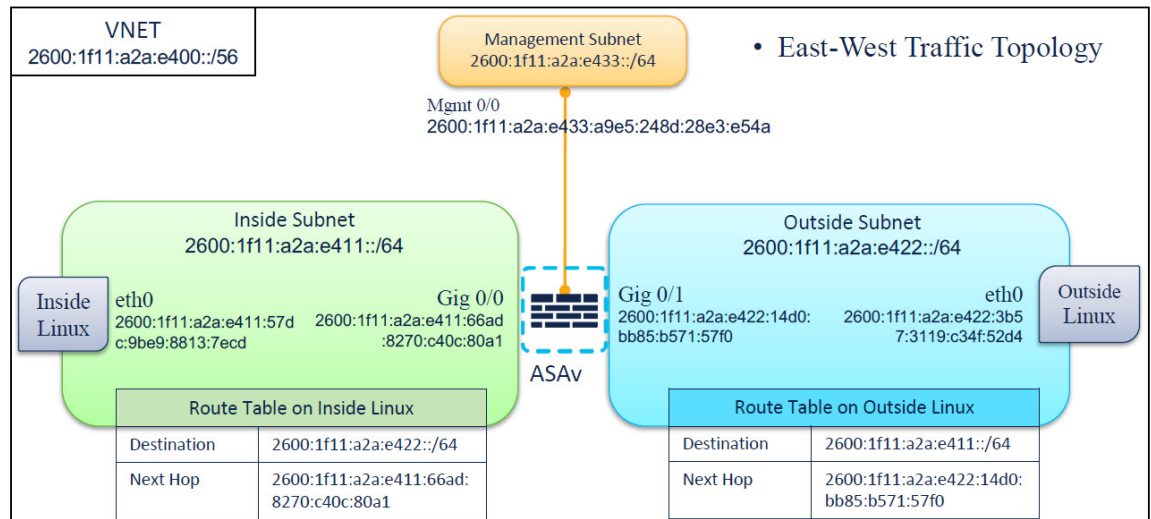 VNET
2600:1f11:a2a:e400::/56
Management Subnet
2600:1f11:a2a:e433::/64
• East-West Traffic Topology
Mgmt 0/0
2600:1f11:a2a:e433:a9e5:248d:28e3:e54a
Inside Subnet
2600:1f11:a2a:e411::/64
Inside
Linux
eth0
2600:1f11:a2a:e411:57d
c:9be9:8813:7ecd
Gig 0/0
2600:1f11:a2a:e411:66ad
:8270:c40c:80a1
ASAv
Outside Subnet
2600:1f11:a2a:e422::/64
Gig 0/1
2600:1f11:a2a:e422:14d0:
bb85:b571:57f0
eth0
2600:1f11:a2a:e422:3b5
7:3119:c34f:52d4
Outside
Linux
Route Table on Inside Linux
Destination 2600:1f11:a2a:e422::/64
Next Hop 2600:1f11:a2a:e411:66ad:
8270:c40c:80a1
Route Table on Outside Linux
Destination 2600:1f11:a2a:e411::/64
Next Hop 2600:1f11:a2a:e422:14d0:
bb85:b571:57f0